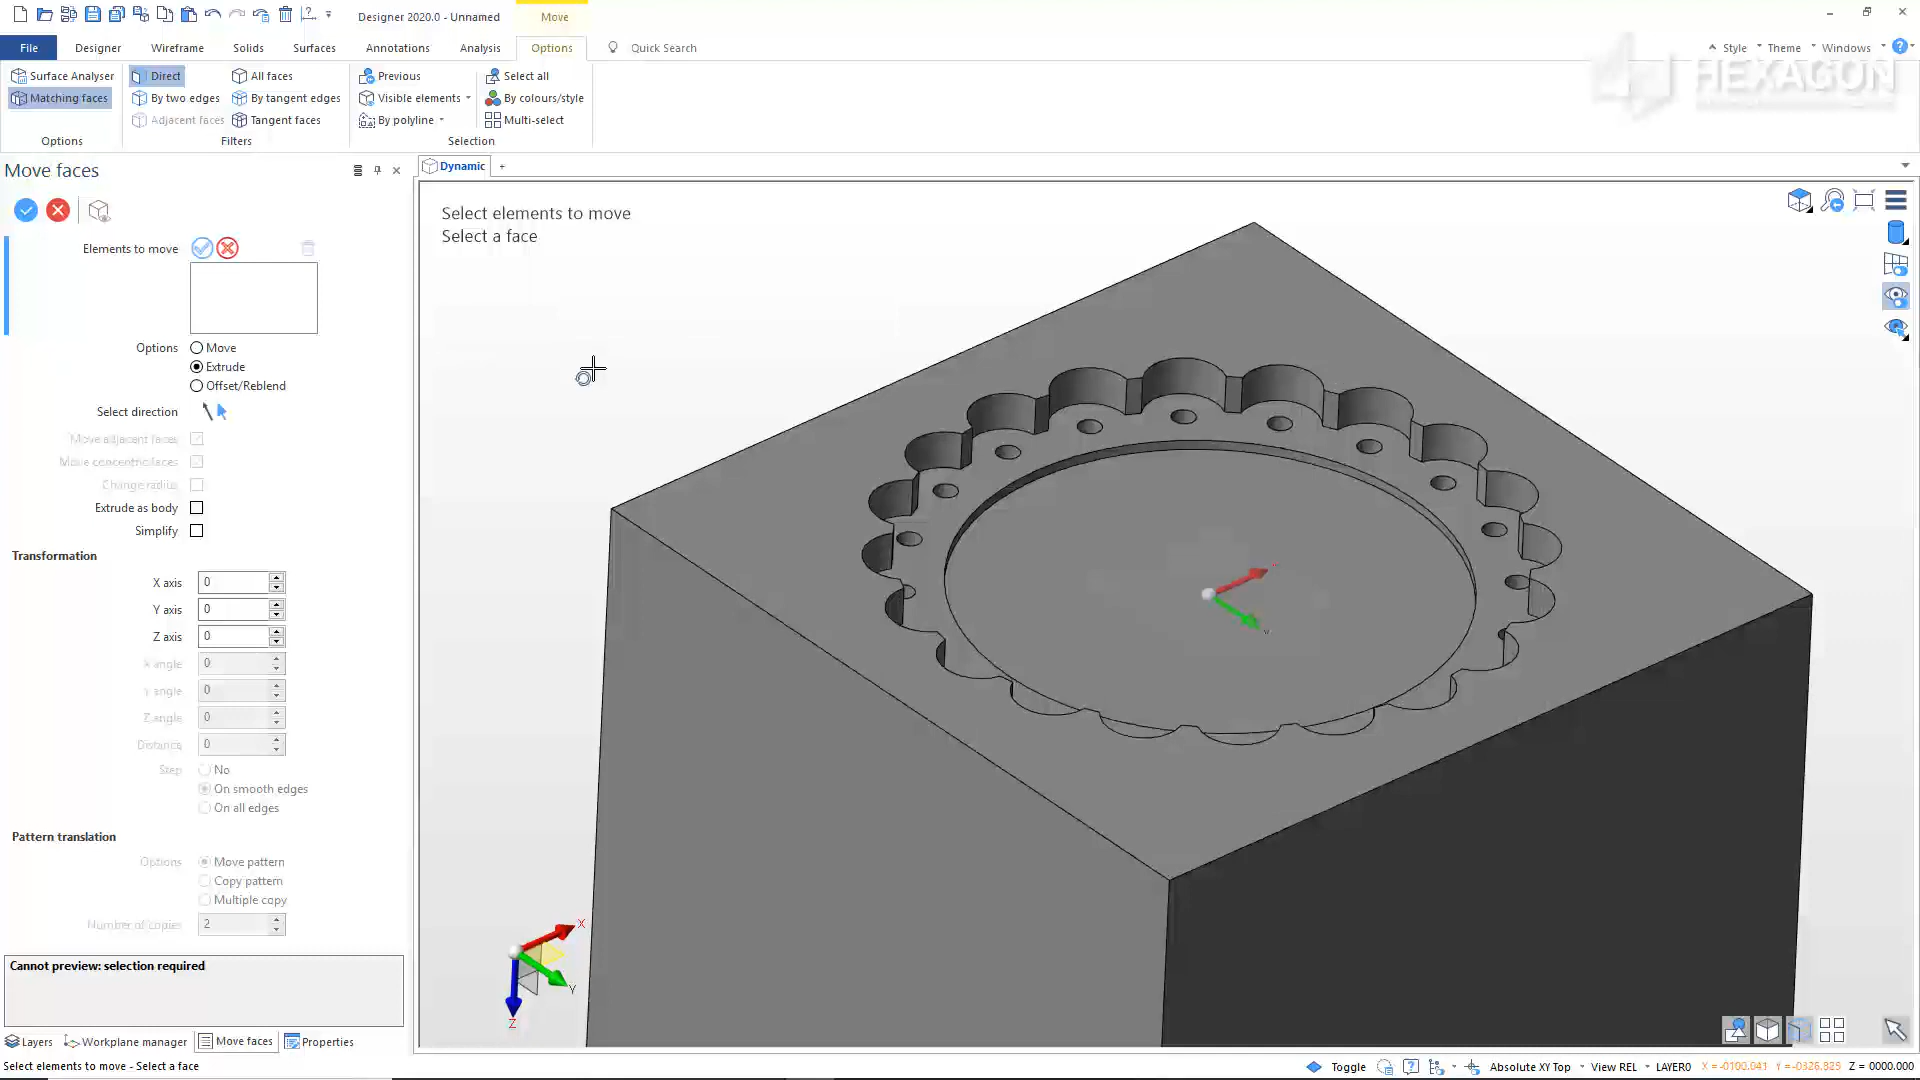 Designer 2020.0 - Unnamed
Move
File
Designer
Wireframe
Solids
Surfaces
Annotations
Analysis
Options
Quick Search
Style
Theme
Windows
HEXAGON
Surface Analyser
Matching faces
Options
Direct
By two edges
Adjacent faces
All faces
By tangent edges
Tangent faces
Filters
Previous
Visible elements
By polyline
Select all
By colours/style
Multi-select
Selection
Move faces
Elements to move
Options
Move
Extrude
Offset/Reblend
Select direction
Move adjacent faces
Move concentric faces
Change radius
Extrude as body
Simplify
Transformation
X axis 0
Y axis 0
Z axis 0
X angle 0
Y angle 0
Z angle 0
Distance 0
Step
No
On smooth edges
On all edges
Pattern translation
Options
Move pattern
Copy pattern
Multiple copy
Number of copies 2
Cannot preview: selection required
Layers
Workplane manager
Move faces
Properties
Dynamic +
Select elements to move
Select a face
X
Y
Z
Select elements to move - Select a face
Toggle
Absolute XY Top
View REL
LAYER0
X = -0100.041
Y = -0326.825
Z = 0000.000